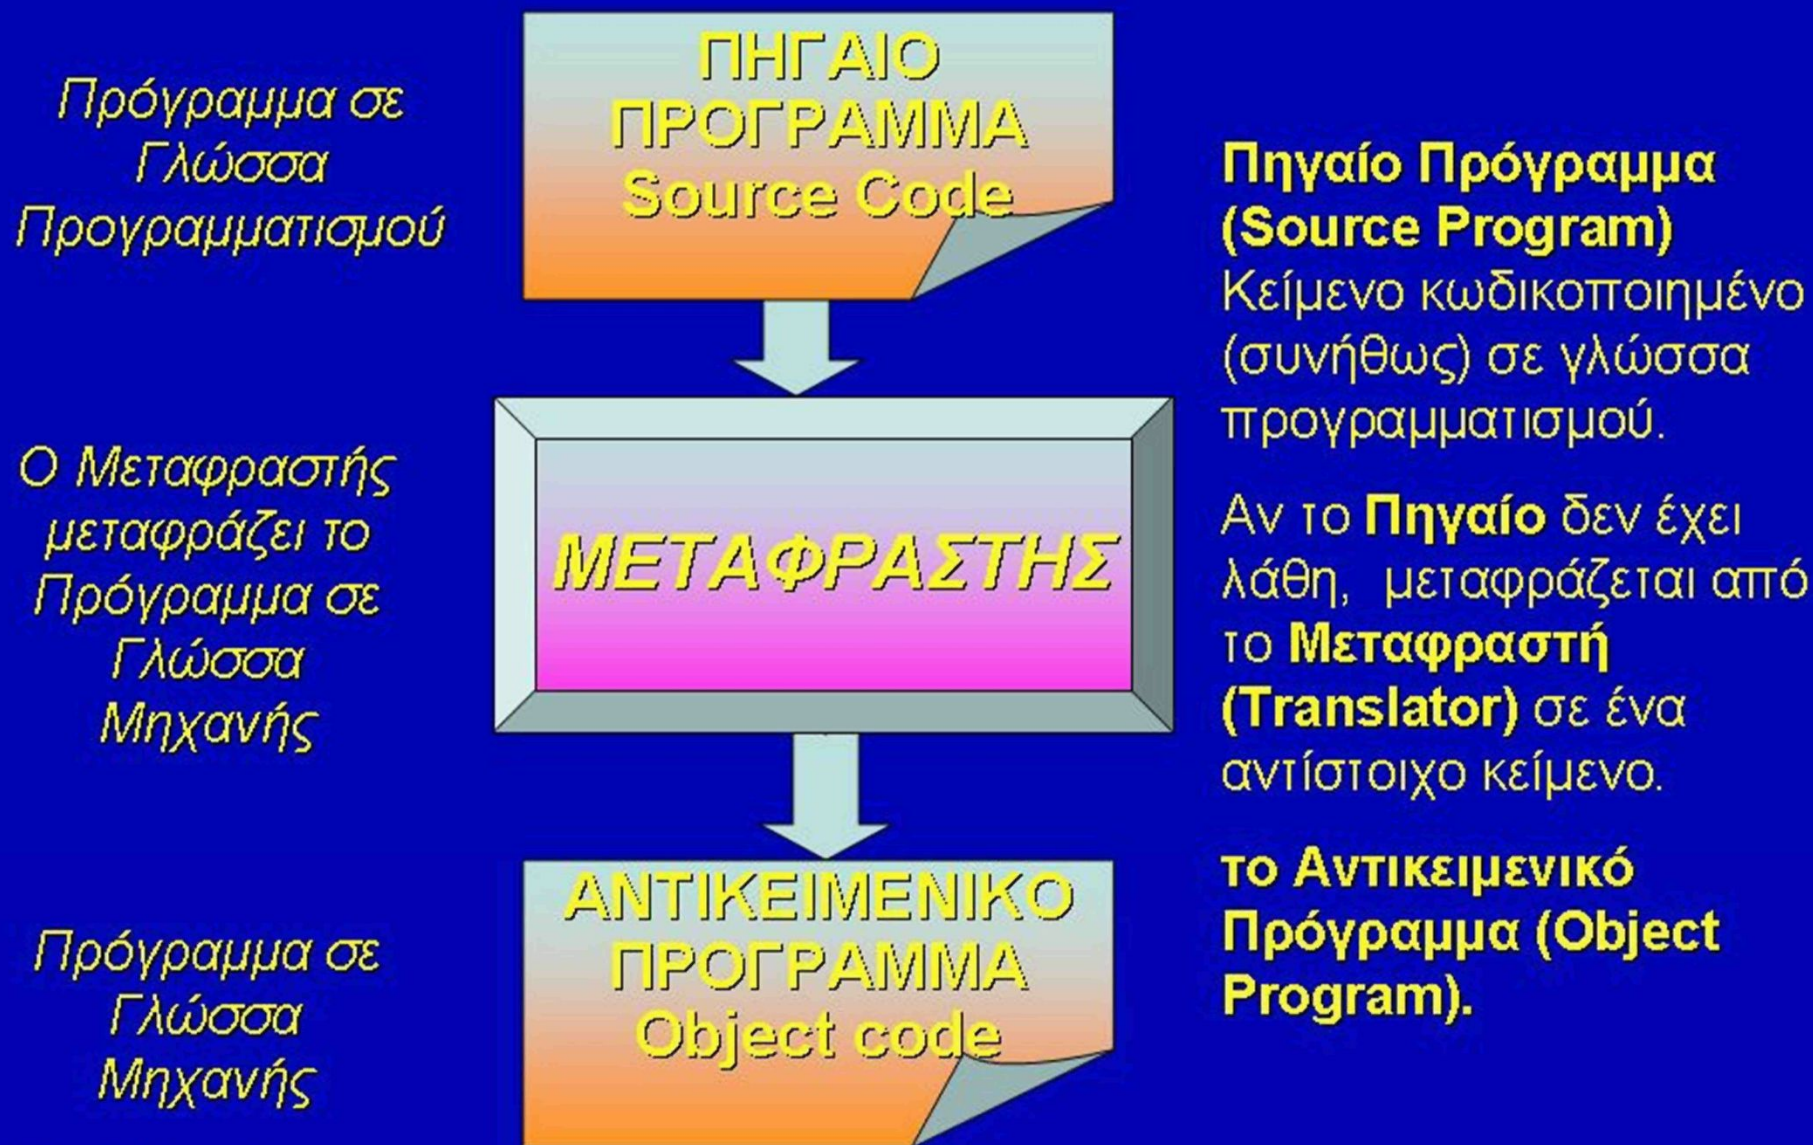 Πρόγραμμα σε
Γλώσσα
Προγραμματισμού
ΠΗΓΑΙΟ
ΠΡΟΓΡΑΜΜΑ
Source Code
Ο Μεταφραστής
μεταφράζει το
Πρόγραμμα σε
Γλώσσα
Μηχανής
ΜΕΤΑΦΡΑΣΤΗΣ
Πρόγραμμα σε
Γλώσσα
Μηχανής
ΑΝΤΙΚΕΙΜΕΝΙΚΟ
ΠΡΟΓΡΑΜΜΑ
Object code
Πηγαίο Πρόγραμμα
(Source Program)
Κείμενο κωδικοποιημένο
(συνήθως) σε γλώσσα
προγραμματισμού.
Αν το Πηγαίο δεν έχει
λάθη, μεταφράζεται από
το Μεταφραστή
(Translator) σε ένα
αντίστοιχο κείμενο.
το Αντικειμενικό
Πρόγραμμα (Object
Program).